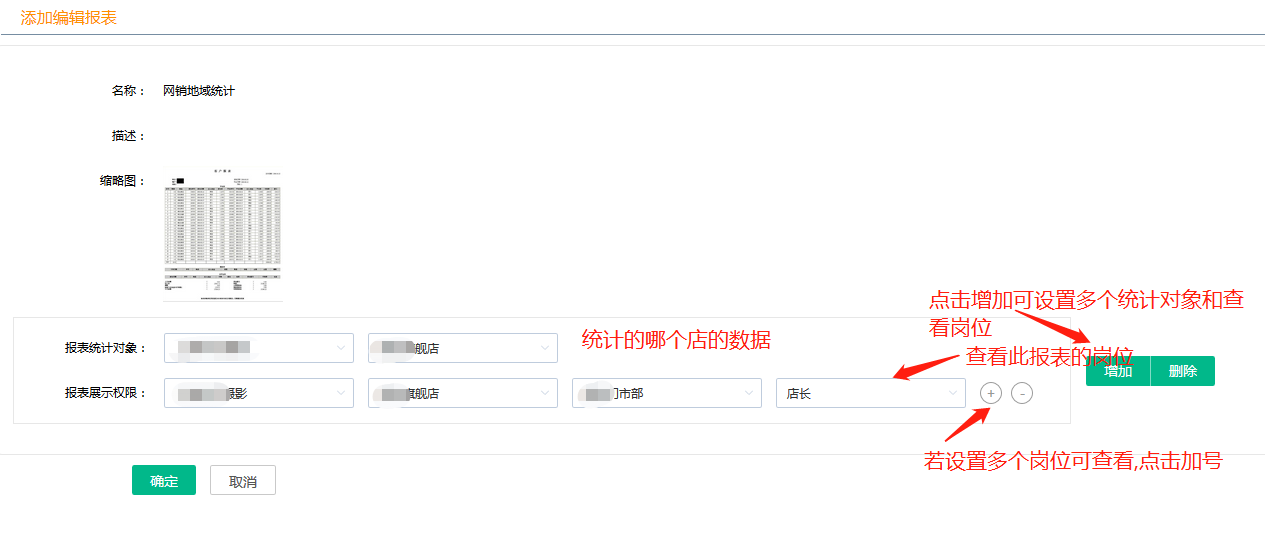 添加编辑报表
名称： 网销地域统计
描述：
缩略图：
点击增加可设置多个统计对象和查
看岗位
报表统计对象： 舰店 统计的哪个店的数据
查看此报表的岗位
增加 删除
报表展示权限： 摄影 旗舰店 门市部 店长 + -
若设置多个岗位可查看,点击加号
确定 取消